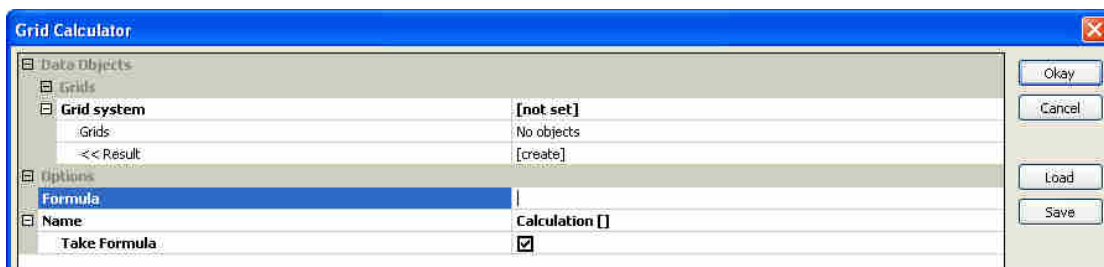 Grid Calculator
Data Objects
Grids
Grid system [not set]
Grids No objects
<< Result [create]
Options
Formula
Name Calculation []
Take Formula
Okay
Cancel
Load
Save